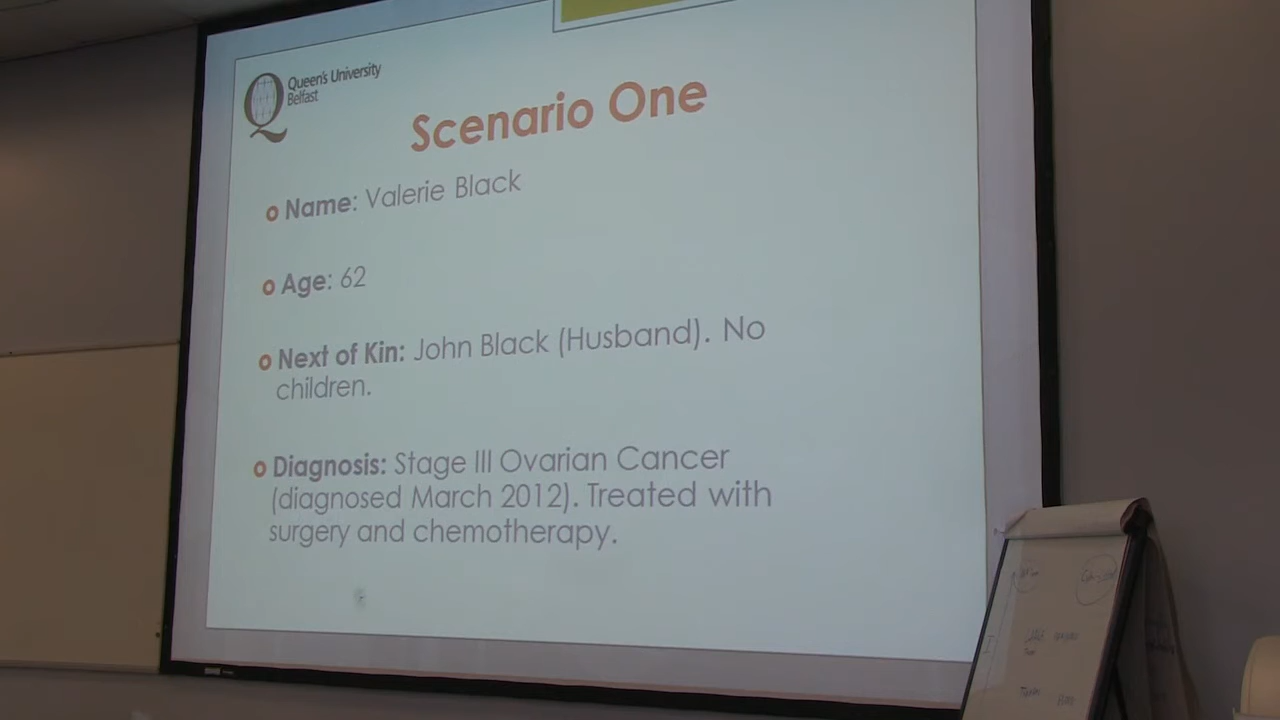 Queen's University
Belfast
Scenario One
Name: Valerie Black
Age: 62
Next of Kin: John Black (Husband). No
children.
Diagnosis: Stage III Ovarian Cancer
(diagnosed March 2012). Treated with
surgery and chemotherapy.